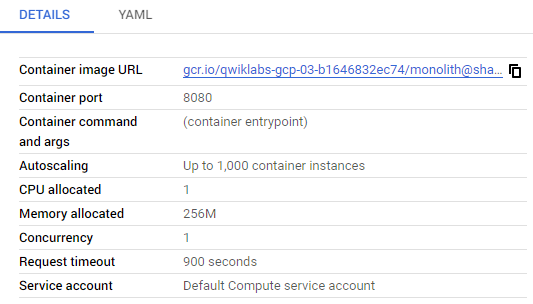 DETAILS YAML
Container image URL gcr.io/qwiklabs-gcp-03-b1646832ec74/monolith@sha...
Container port 8080
Container command (container entrypoint)
and args
Autoscaling Up to 1,000 container instances
CPU allocated 1
Memory allocated 256M
Concurrency 1
Request timeout 900 seconds
Service account Default Compute service account